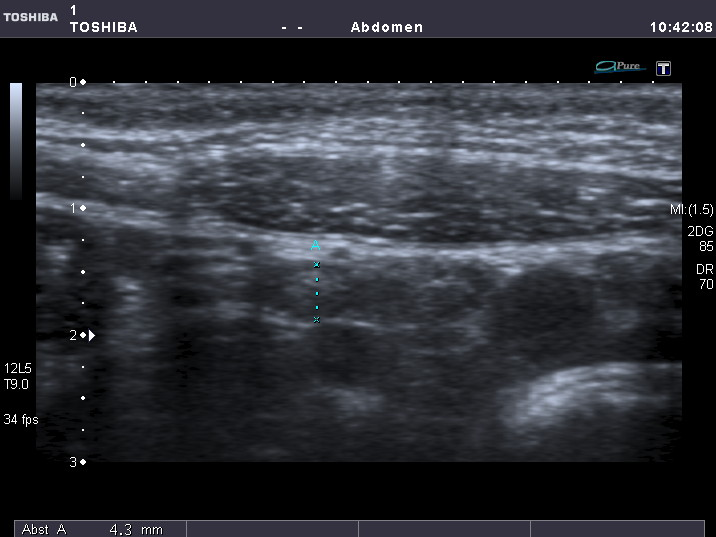 TOSHIBA
1
TOSHIBA - - Abdomen 10:42:08
aPure T
0
A
1
2
3
MI:(1.5)
2DG
85
DR
70
12L5
T9.0
34 fps
Abst A 4.3 mm